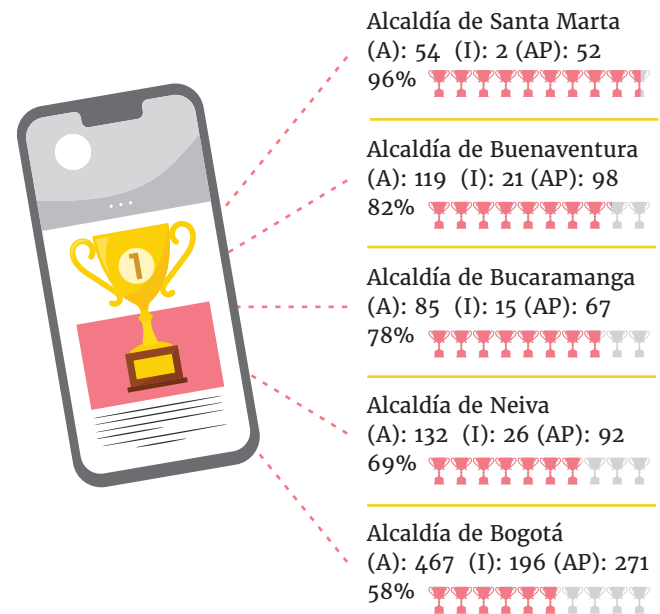 Alcaldía de Santa Marta
(A): 54 (I): 2 (AP): 52
96%
Alcaldía de Buenaventura
(A): 119 (I): 21 (AP): 98
82%
Alcaldía de Bucaramanga
(A): 85 (I): 15 (AP): 67
78%
Alcaldía de Neiva
(A): 132 (I): 26 (AP): 92
69%
Alcaldía de Bogotá
(A): 467 (I): 196 (AP): 271
58%
1